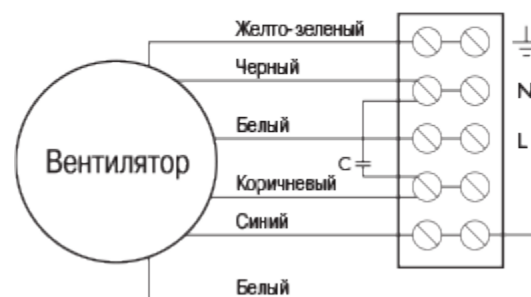 Желто-зеленый
Черный
N
Белый
L
Вентилятор
C
Коричневый
Синий
Белый